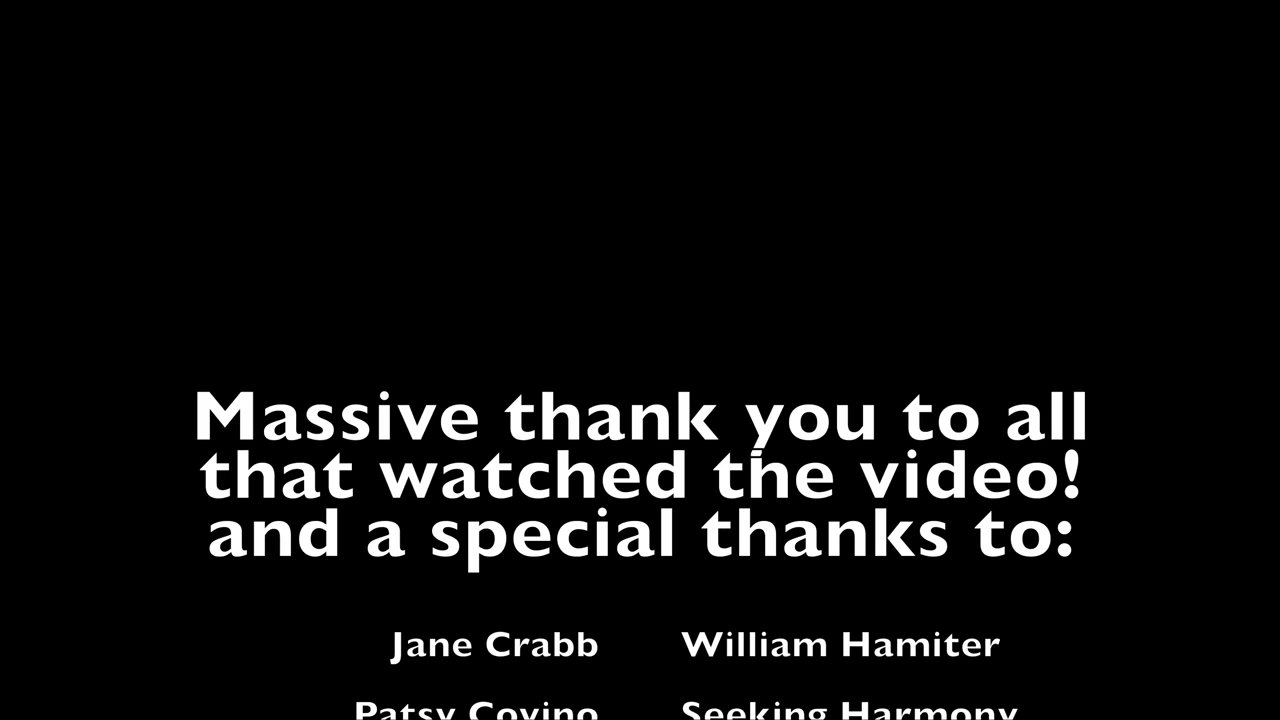 Massive thank you to all
that watched the video!
and a special thanks to:
Jane Crabb William Hamiter
Patsy Covino Seeking Harmony